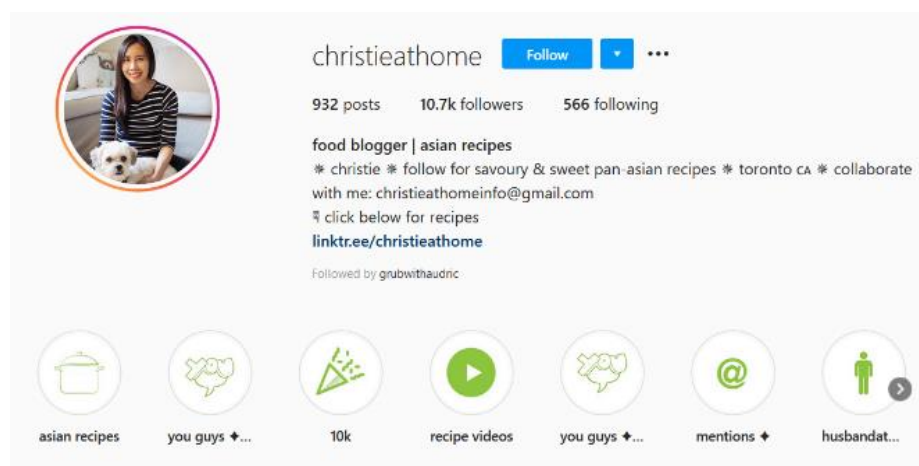 christieathome Follow
932 posts 10.7k followers 566 following
food blogger | asian recipes
✵ christie ✵ follow for savoury & sweet pan-asian recipes ✵ toronto ca ✵ collaborate
with me: christieathomeinfo@gmail.com
☟ click below for recipes
linktr.ee/christieathome
Followed by grubwithaudric
asian recipes you guys ✦... 10k recipe videos you guys ✦... mentions ✦ husbandat...